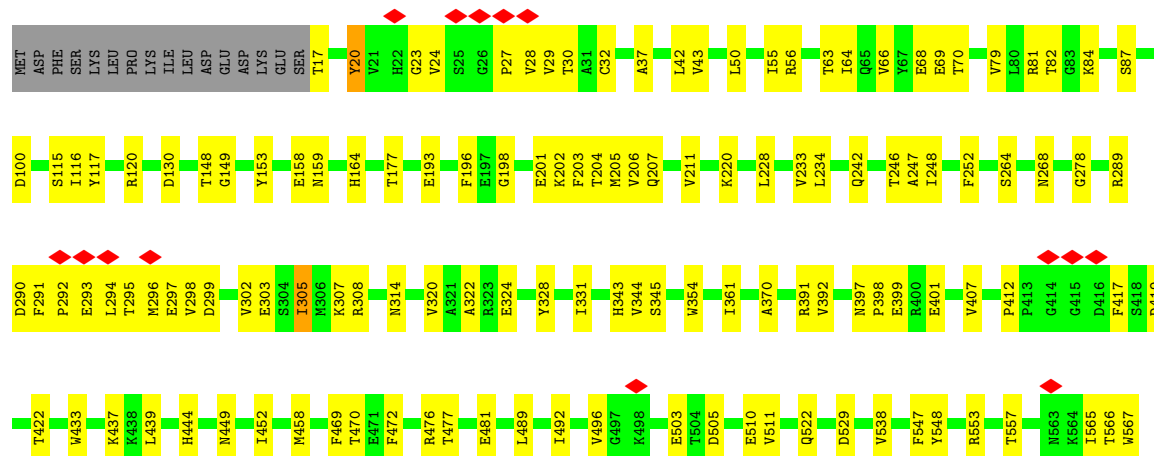 MET ASP PHE SER LYS LEU PRO LYS ILE LEU ASP GLU ASP LYS GLU SER T17 Y20 V21 H22 G23 V24 S25 G26 P27 V28 V29 T30 A31 C32 A37 L42 V43 L50 I55 R56 T63 I64 Q65 V66 Y67 E68 E69 T70 V79 L80 R81 T82 G83 K84 S87
D100 S115 I116 Y117 R120 D130 T148 G149 Y153 E158 N159 H164 T177 E193 F196 E197 G198 E201 K202 F203 T204 M205 V206 Q207 V211 K220 L228 V233 L234 Q242 T246 A247 I248 F252 S264 N268 G278 R289
D290 F291 P292 E293 L294 T295 M296 E297 V298 D299 V302 E303 S304 I305 M306 K307 R308 N314 V320 A321 A322 R323 E324 Y328 I331 H343 V344 S345 W354 I361 A370 R391 V392 N397 P398 E399 R400 E401 V407 P412 P413 G414 G415 D416 F417 S418
T422 W433 K437 K438 L439 H444 N449 I452 M458 F469 T470 E471 F472 R476 T477 E481 L489 I492 V496 G497 K498 E503 T504 D505 E510 V511 Q522 D529 V538 F547 Y548 R553 T557 N563 K564 I565 T566 W567